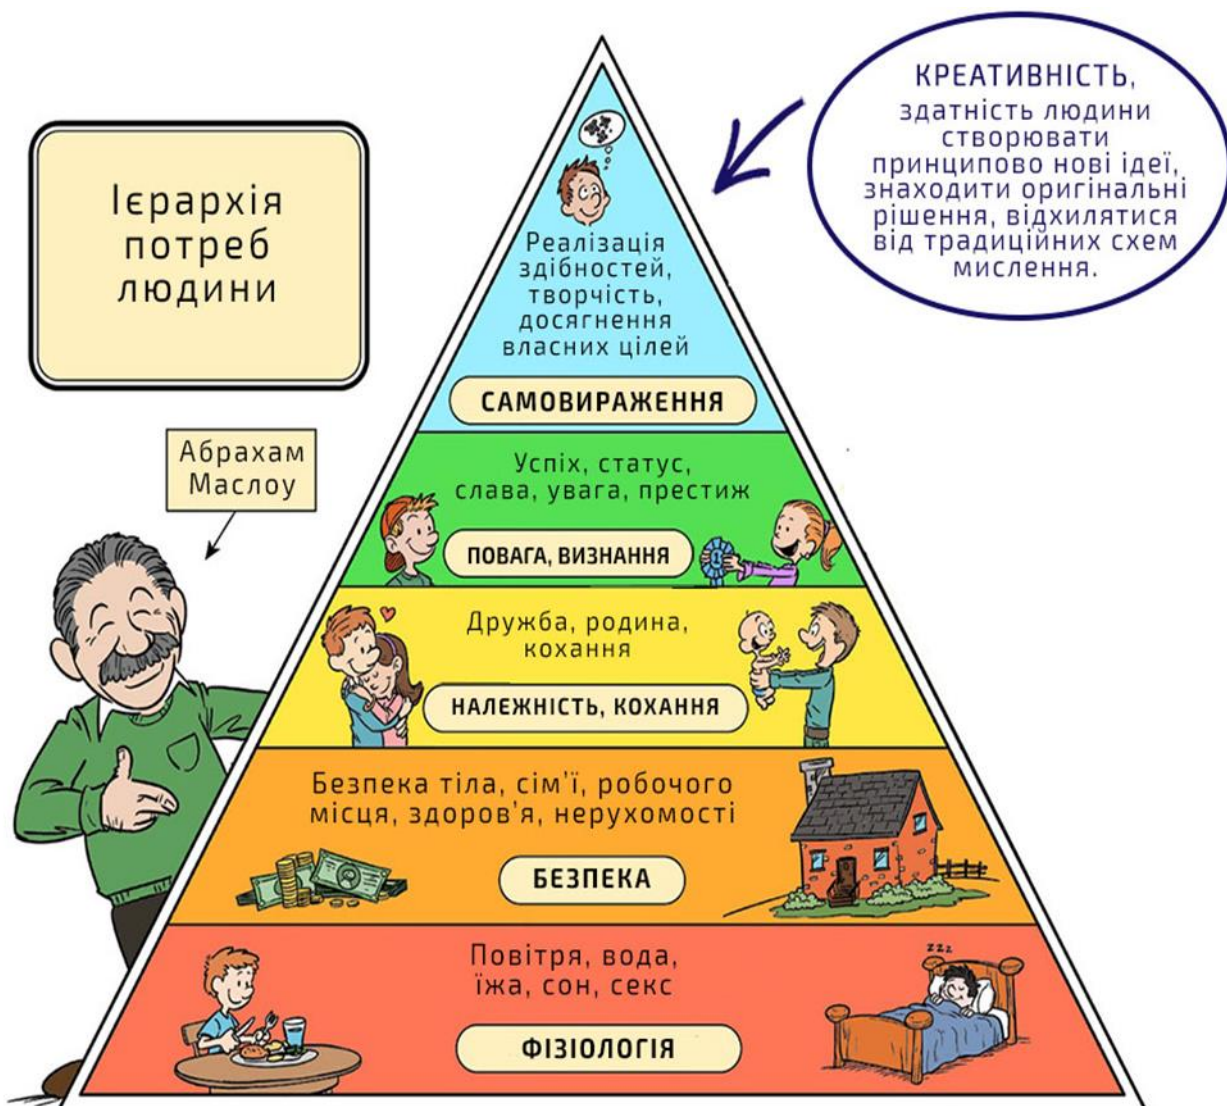 Ієрархія
потреб
людини
КРЕАТИВНІСТЬ,
здатність людини
створювати
принципово нові ідеї,
знаходити оригінальні
рішення, відхилятися
від традиційних схем
мислення.
Абрахам
Маслоу
Реалізація
здібностей,
творчість,
досягнення
власних цілей
САМОВИРАЖЕННЯ
Успіх, статус,
слава, увага, престиж
ПОВАГА, ВИЗНАННЯ
1
Дружба, родина,
кохання
НАЛЕЖНІСТЬ, КОХАННЯ
Безпека тіла, сім'ї, робочого
місця, здоров'я, нерухомості
БЕЗПЕКА
Повітря, вода,
їжа, сон, секс
ФІЗІОЛОГІЯ
zzz